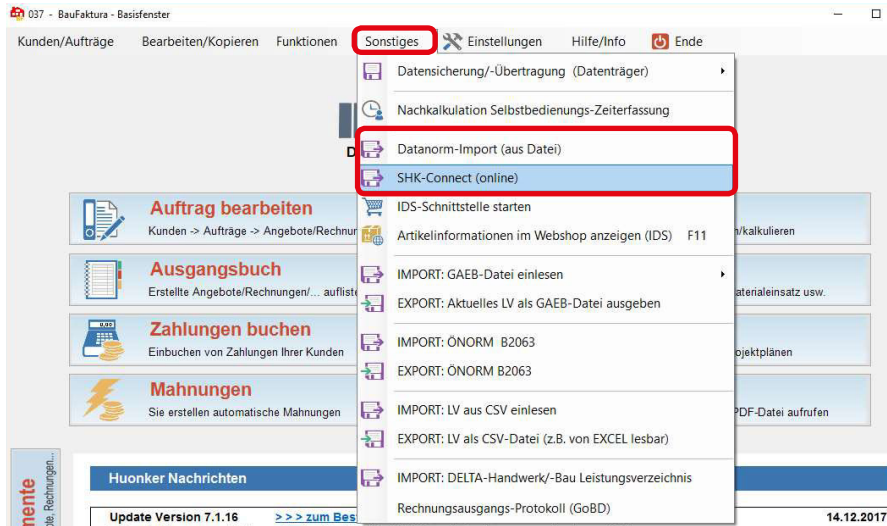 037 - BauFaktura - Basisfenster
Kunden/Aufträge Bearbeiten/Kopieren Funktionen Sonstiges Einstellungen Hilfe/Info Ende
Datensicherung/-Übertragung (Datenträger)
Nachkalkulation Selbstbedienungs-Zeiterfassung
Datanorm-Import (aus Datei)
SHK-Connect (online)
IDS-Schnittstelle starten
Artikelinformationen im Webshop anzeigen (IDS) F11
IMPORT: GAEB-Datei einlesen
EXPORT: Aktuelles LV als GAEB-Datei ausgeben
IMPORT: ÖNORM B2063
EXPORT: ÖNORM B2063
IMPORT: LV aus CSV einlesen
EXPORT: LV als CSV-Datei (z.B. von EXCEL lesbar)
IMPORT: DELTA-Handwerk/-Bau Leistungsverzeichnis
Rechnungsausgangs-Protokoll (GoBD)
D
Auftrag bearbeiten
Kunden -> Aufträge -> Angebote/Rechnur
n/kalkulieren
Ausgangsbuch
Erstellte Angebote/Rechnungen/... aufliste
aterialeinsatz usw.
0,00
Zahlungen buchen
Einbuchen von Zahlungen Ihrer Kunden
ojektplänen
Mahnungen
Sie erstellen automatische Mahnungen
PDF-Datei aufrufen
mente
ote, Rechnungen...
Huonker Nachrichten
Update Version 7.1.16 > > > zum Bes
14.12.2017